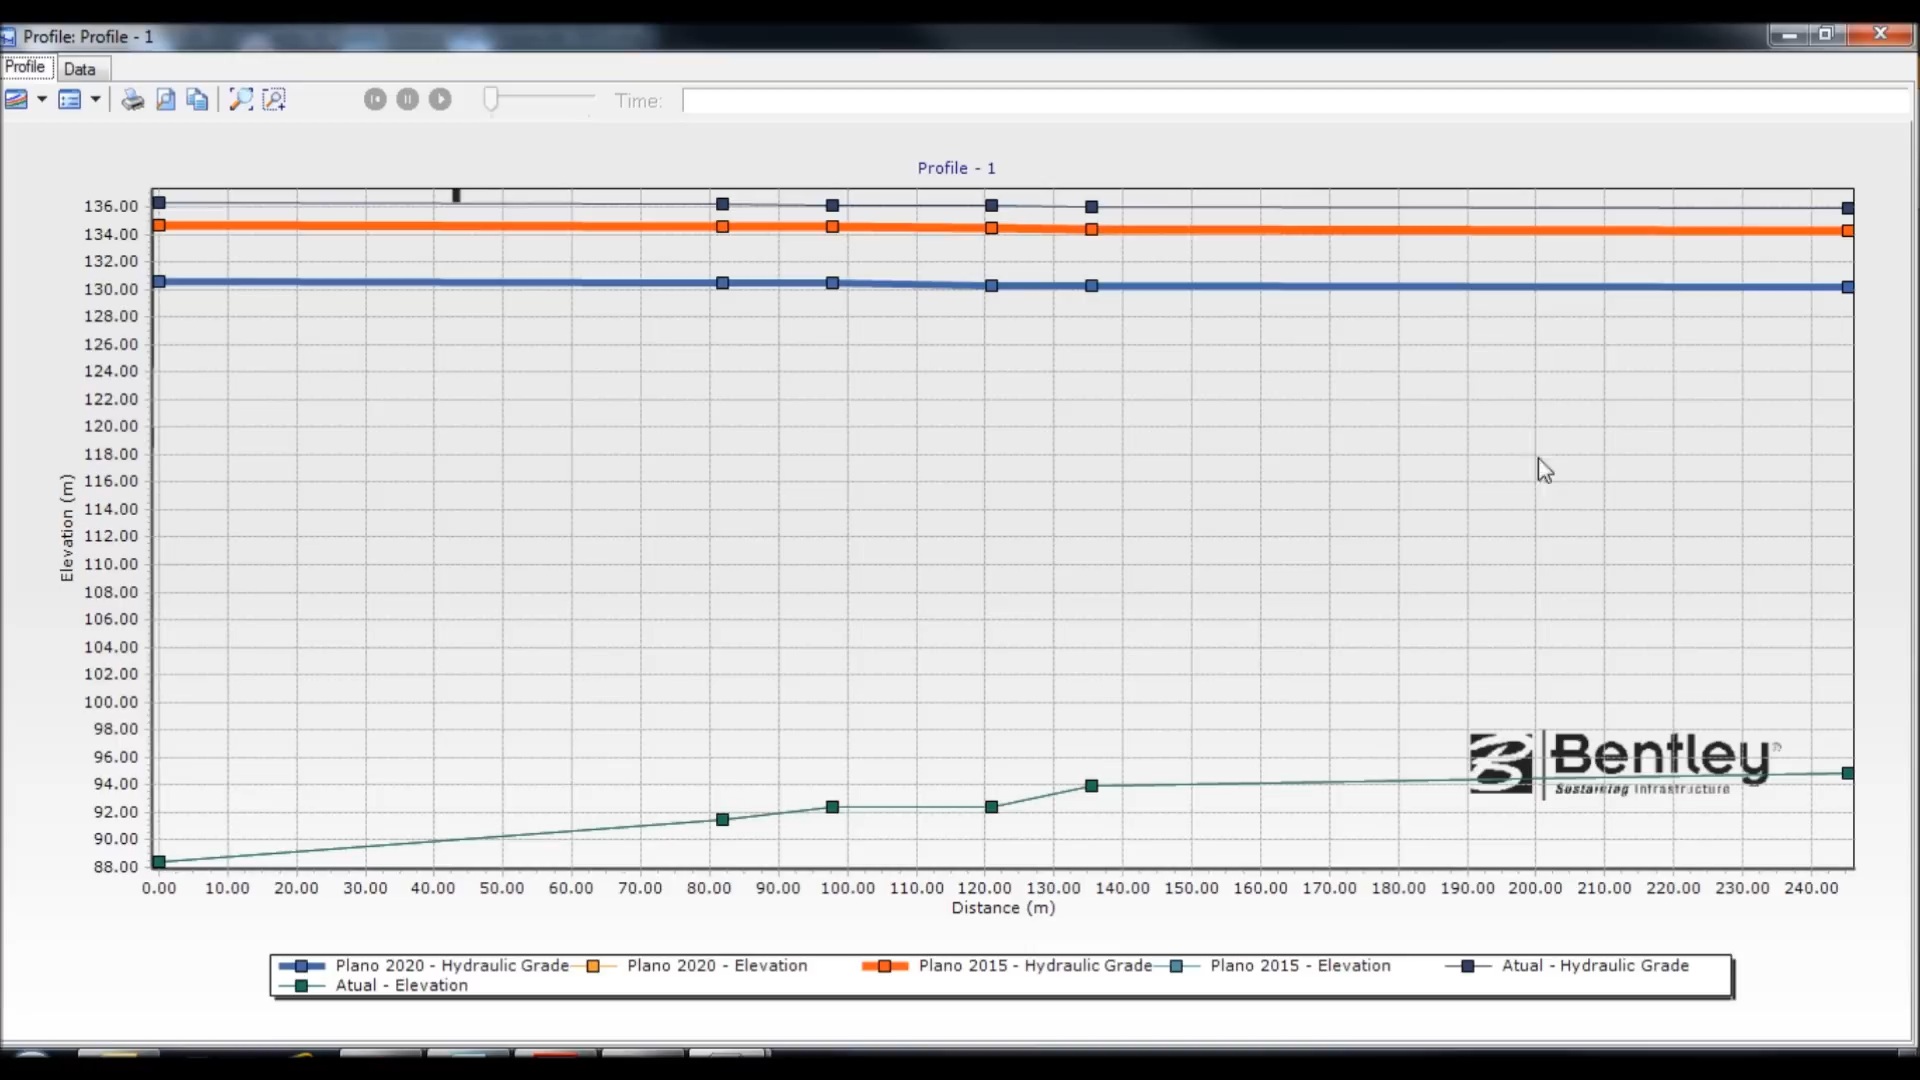 Profile: Profile - 1
Profile Data
Time:
Profile - 1
136.00
134.00
132.00
130.00
128.00
126.00
124.00
122.00
120.00
118.00
116.00
114.00
112.00
110.00
108.00
106.00
104.00
102.00
100.00
98.00
96.00
94.00
92.00
90.00
88.00
Elevation (m)
Bentley®
Sustaining Infrastructure
0.00 10.00 20.00 30.00 40.00 50.00 60.00 70.00 80.00 90.00 100.00 110.00 120.00 130.00 140.00 150.00 160.00 170.00 180.00 190.00 200.00 210.00 220.00 230.00 240.00
Distance (m)
Plano 2020 - Hydraulic Grade Plano 2020 - Elevation Plano 2015 - Hydraulic Grade Plano 2015 - Elevation Atual - Hydraulic Grade
Atual - Elevation